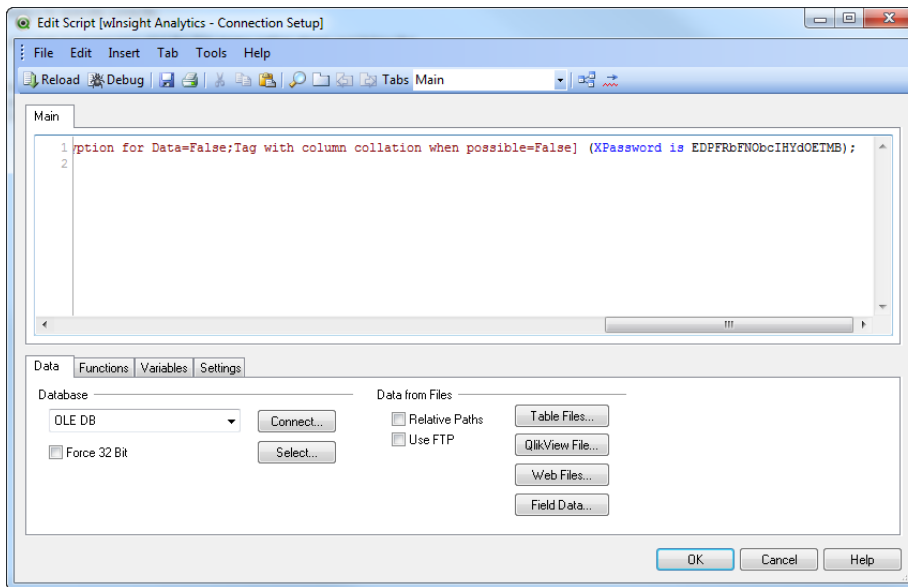 Edit Script [wInsight Analytics - Connection Setup]
File Edit Insert Tab Tools Help
Reload Debug Tabs Main
Main
1 yption for Data=False;Tag with column collation when possible=False] (XPassword is EDPFRbFNObcIHYdOETMB);
2
Data Functions Variables Settings
Database
OLE DB
Connect...
Force 32 Bit
Select...
Data from Files
Relative Paths
Use FTP
Table Files...
QlikView File...
Web Files...
Field Data...
OK Cancel Help